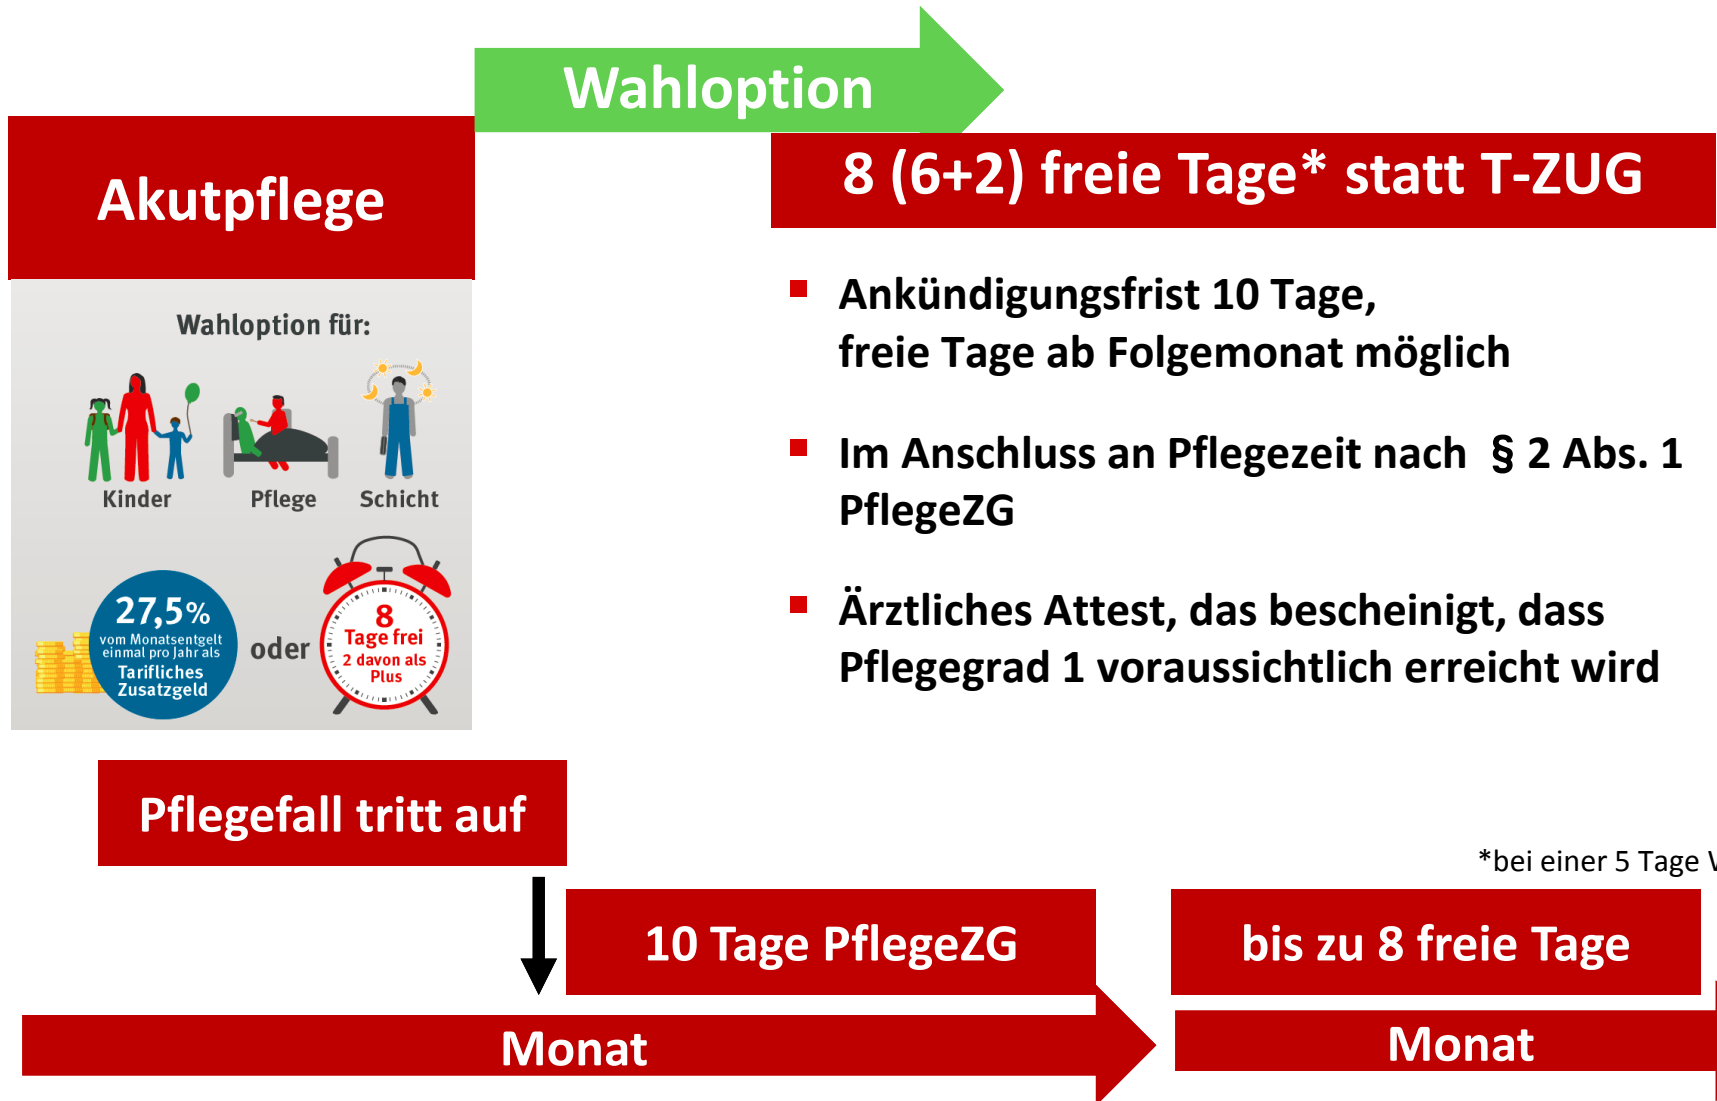 Wahloption
Akutpflege
8 (6+2) freie Tage* statt T-ZUG
Wahloption für:
Kinder
Pflege
Schicht
27,5%
vom Monatsentgelt
einmal pro Jahr als
Tarifliches
Zusatzgeld
oder
8
Tage frei
2 davon als
Plus
▪ Ankündigungsfrist 10 Tage,
freie Tage ab Folgemonat möglich
▪ Im Anschluss an Pflegezeit nach § 2 Abs. 1
PflegeZG
▪ Ärztliches Attest, das bescheinigt, dass
Pflegegrad 1 voraussichtlich erreicht wird
Pflegefall tritt auf
*bei einer 5 Tage
10 Tage PflegeZG
bis zu 8 freie Tage
Monat
Monat